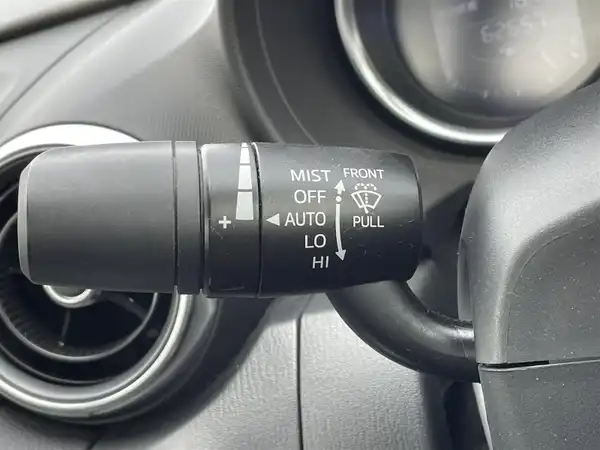 MIST FRONT
OFF
+ AUTO PULL
LO
HI